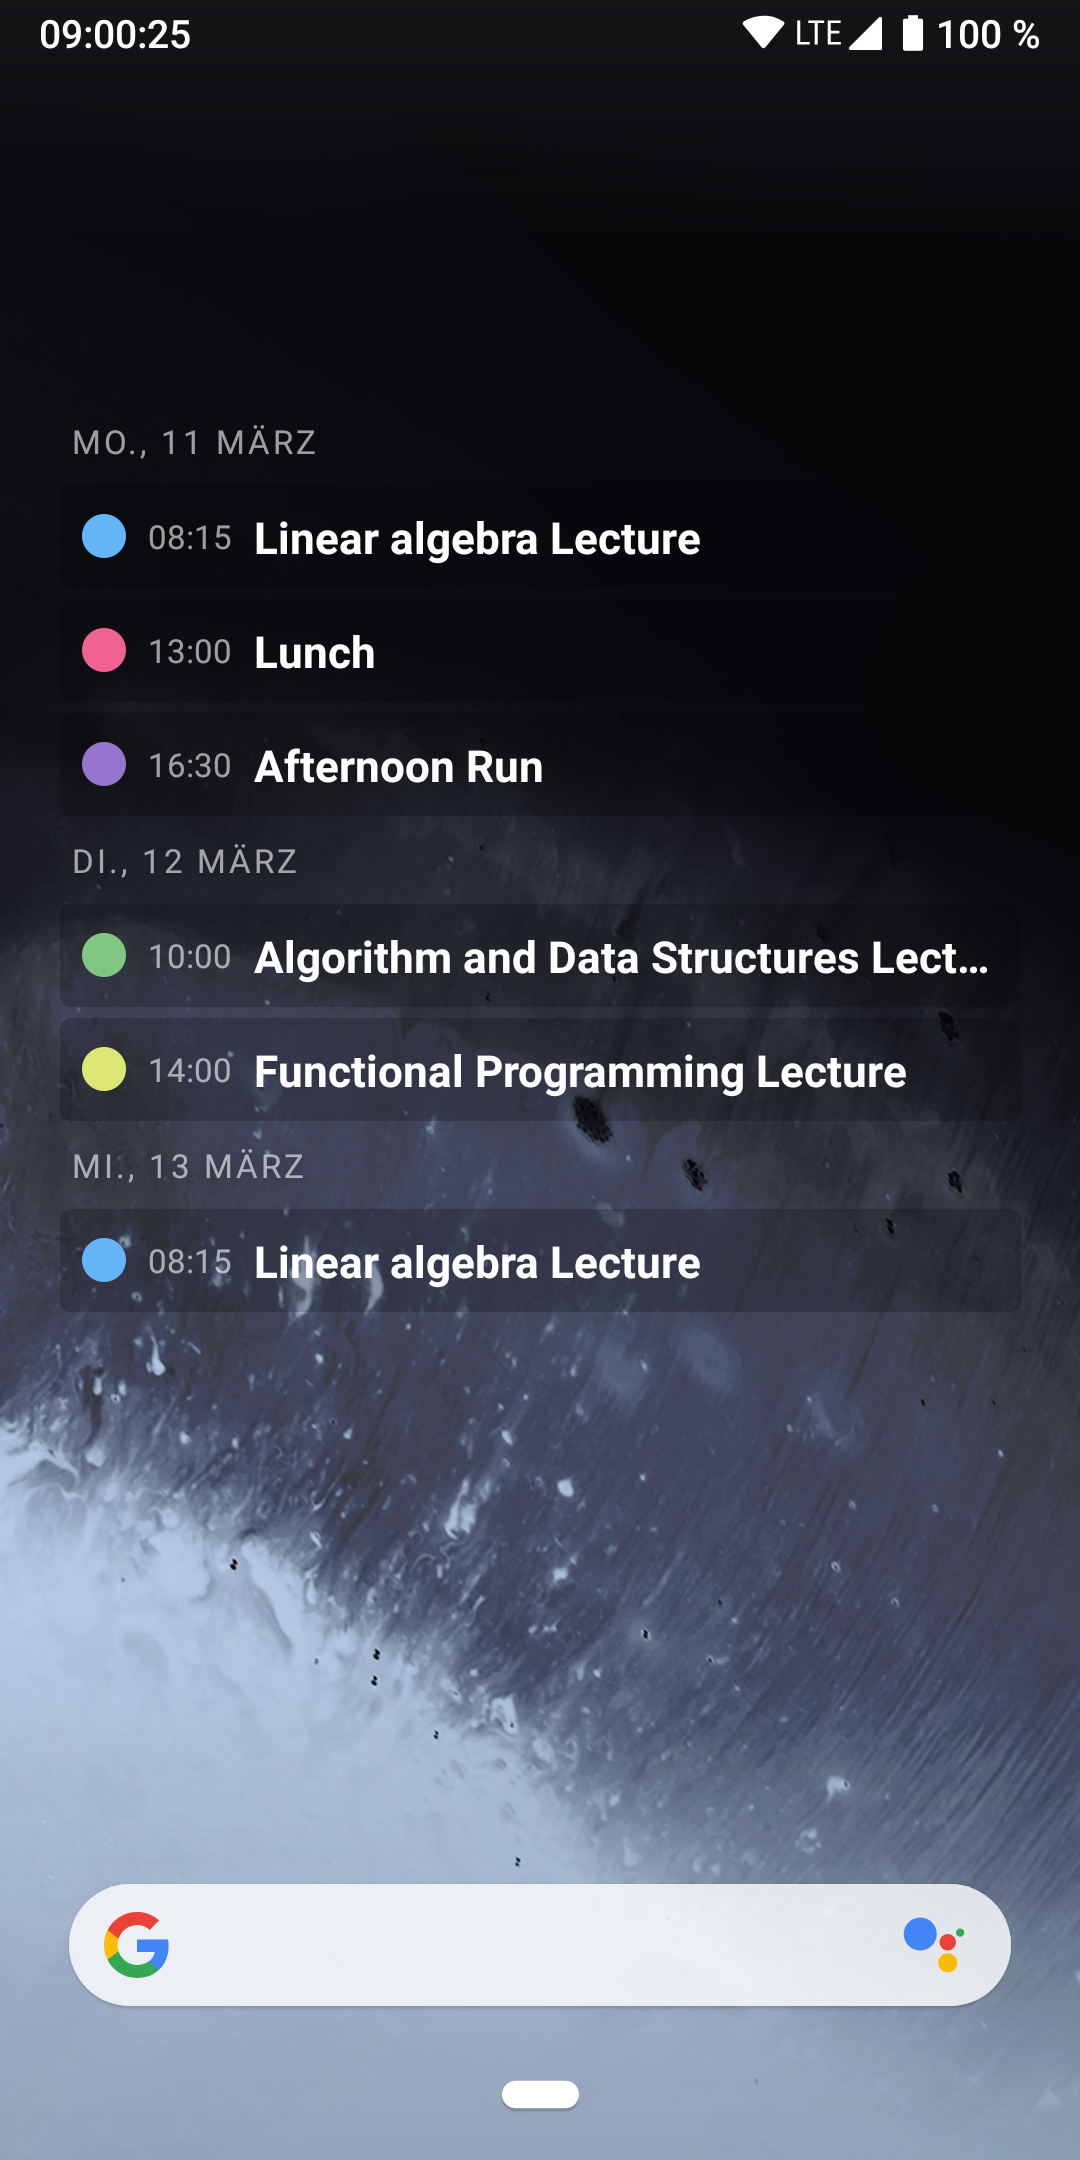 09:00:25 LTE 100 %
MO., 11 MÄRZ
08:15 Linear algebra Lecture
13:00 Lunch
16:30 Afternoon Run
DI., 12 MÄRZ
10:00 Algorithm and Data Structures Lect...
14:00 Functional Programming Lecture
MI., 13 MÄRZ
08:15 Linear algebra Lecture